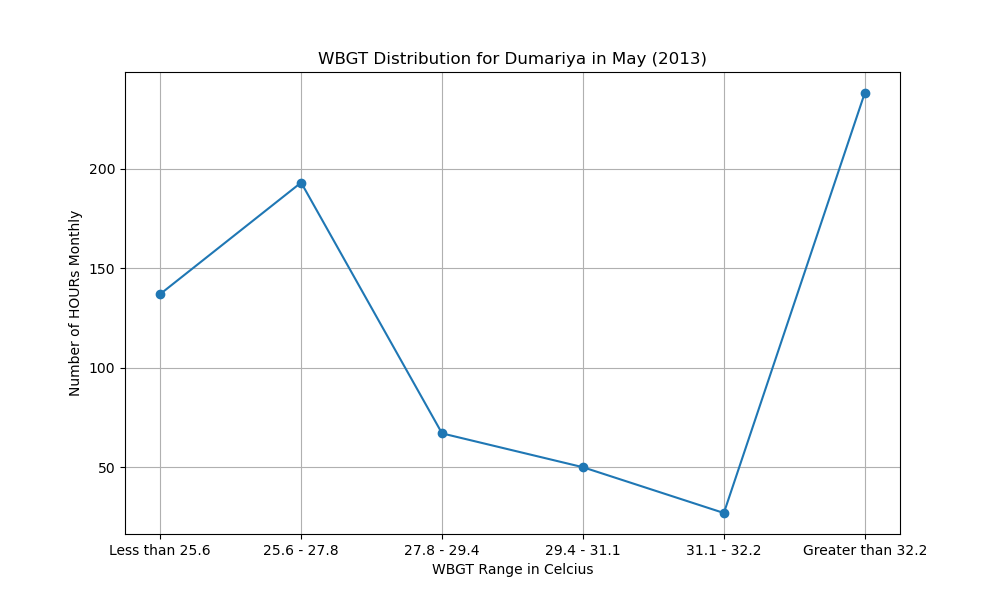 WBGT Distribution for Dumariya in May (2013)
Number of HOURs Monthly
200
150
100
50
Less than 25.6
25.6 - 27.8
27.8 - 29.4
29.4 - 31.1
31.1 - 32.2
Greater than 32.2
WBGT Range in Celcius